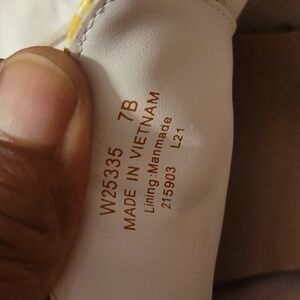 W25335 7B
MADE IN VIETNAM
Lining:Manmade
215903 L21